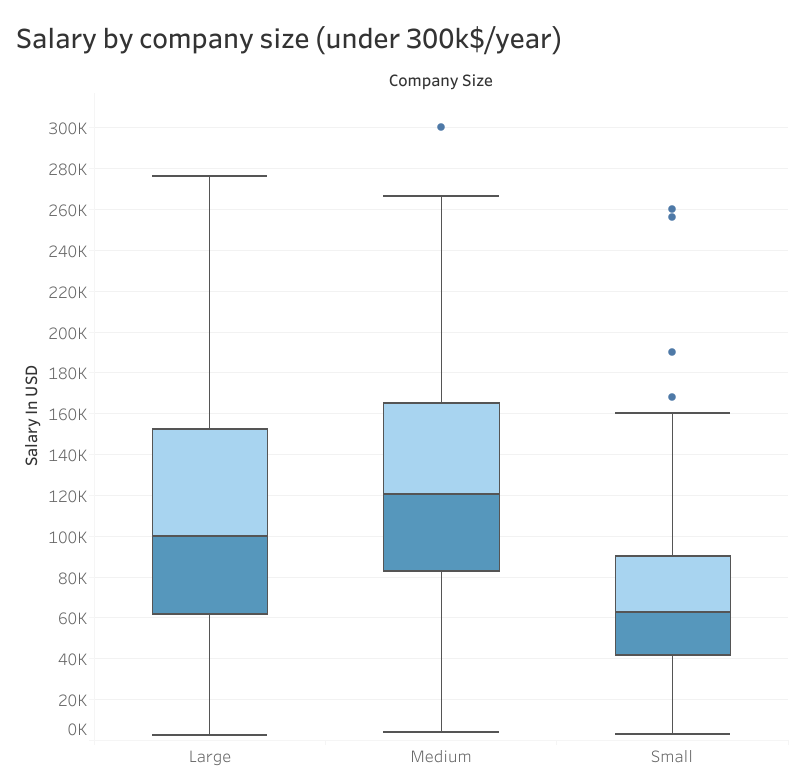 Salary by company size (under 300k$/year)
Company Size
Salary In USD
300K
280K
260K
240K
220K
200K
180K
160K
140K
120K
100K
80K
60K
40K
20K
0K
Large
Medium
Small